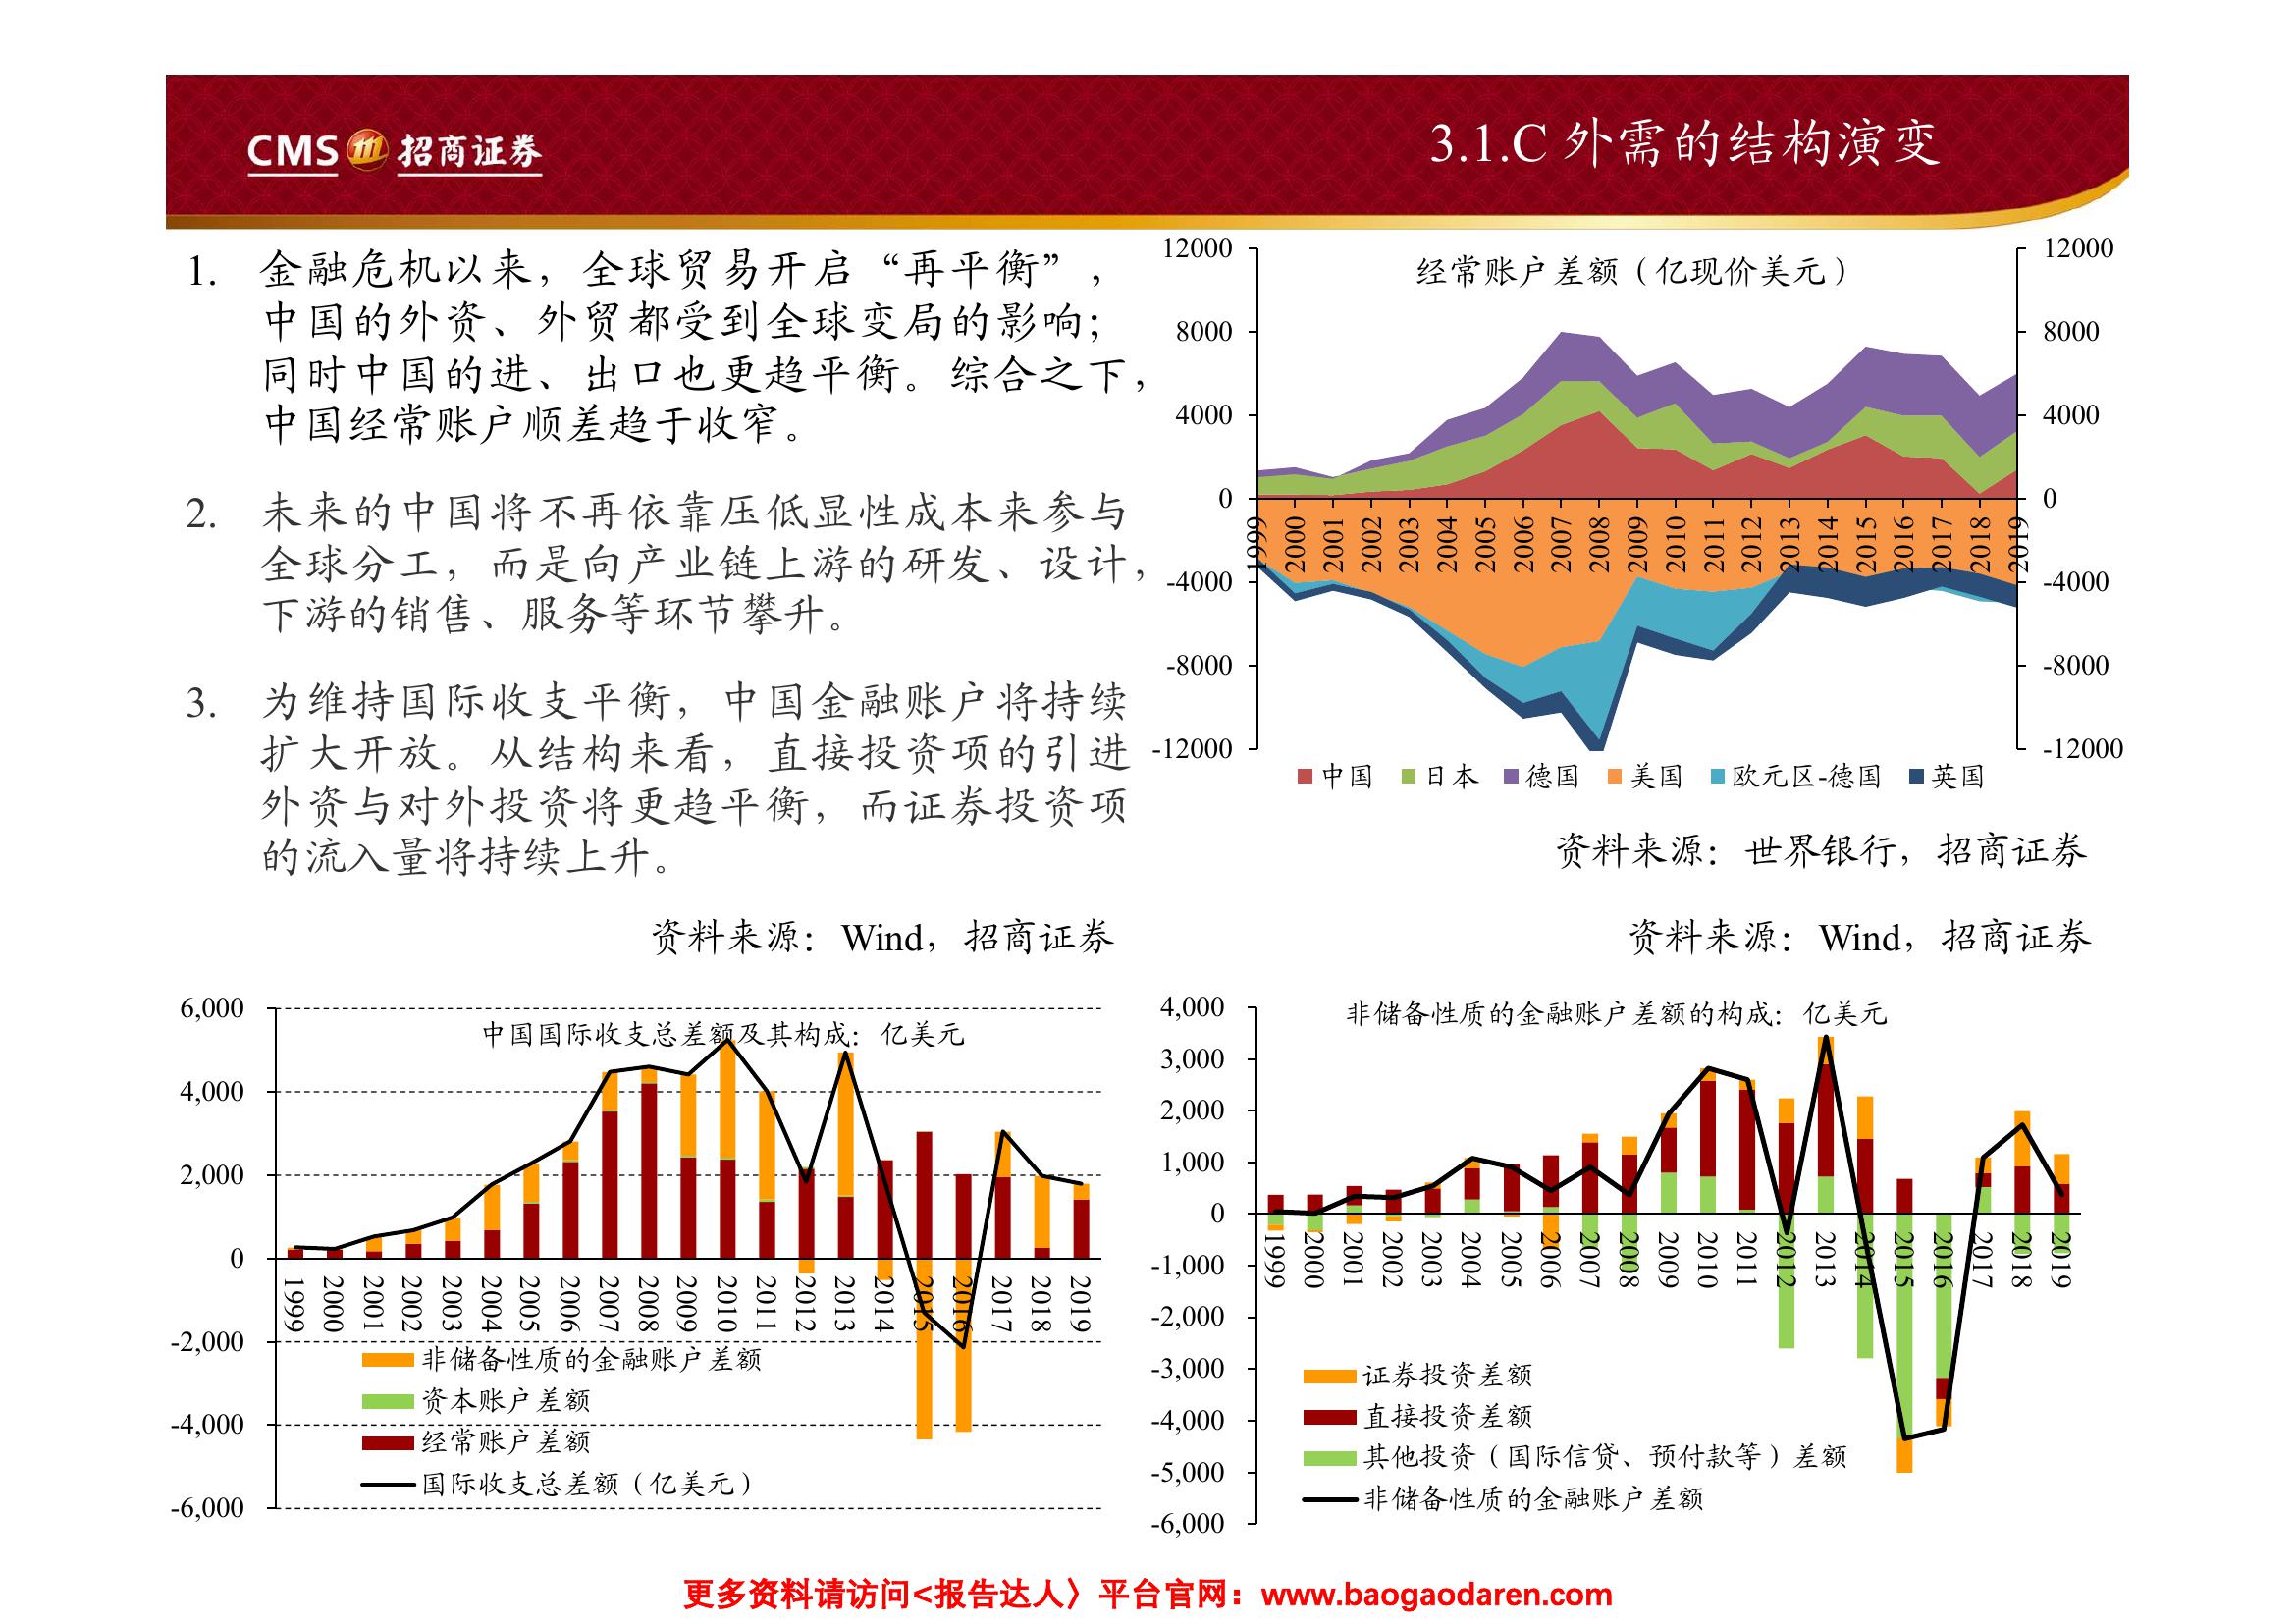 CMS 招商证券
3.1.C 外需的结构演变
1. 金融危机以来，全球贸易开启“再平衡”，
中国的外资、外贸都受到全球变局的影响；
同时中国的进、出口也更趋平衡。综合之下，
中国经常账户顺差趋于收窄。
2. 未来的中国将不再依靠压低显性成本来参与
全球分工，而是向产业链上游的研发、设计，
下游的销售、服务等环节攀升。
3. 为维持国际收支平衡，中国金融账户将持续
扩大开放。从结构来看，直接投资项的引进
外资与对外投资将更趋平衡，而证券投资项
的流入量将持续上升。
经常账户差额（亿现价美元）
12000 12000
8000 8000
4000 4000
0 0
-4000 -4000
-8000 -8000
-12000 -12000
1999 2000 2001 2002 2003 2004 2005 2006 2007 2008 2009 2010 2011 2012 2013 2014 2015 2016 2017 2018 2019
中国 日本 德国 美国 欧元区-德国 英国
资料来源：世界银行，招商证券
资料来源：Wind，招商证券
资料来源：Wind，招商证券
中国国际收支总差额及其构成：亿美元
6,000
4,000
2,000
0
-2,000
-4,000
-6,000
1999 2000 2001 2002 2003 2004 2005 2006 2007 2008 2009 2010 2011 2012 2013 2014 2015 2016 2017 2018 2019
非储备性质的金融账户差额
资本账户差额
经常账户差额
国际收支总差额（亿美元）
非储备性质的金融账户差额的构成：亿美元
4,000
3,000
2,000
1,000
0
-1,000
-2,000
-3,000
-4,000
-5,000
-6,000
1999 2000 2001 2002 2003 2004 2005 2006 2007 2008 2009 2010 2011 2012 2013 2014 2015 2016 2017 2018 2019
证券投资差额
直接投资差额
其他投资（国际信贷、预付款等）差额
非储备性质的金融账户差额
更多资料请访问<报告达人〉平台官网：www.baogaodaren.com